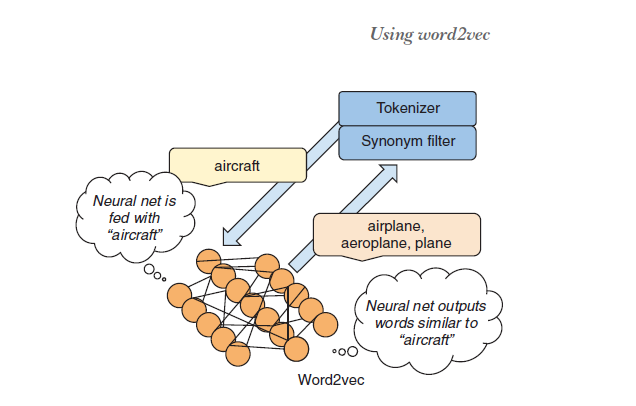 Using word2vec
Tokenizer
Synonym filter
aircraft
Neural net is
fed with
“aircraft”
airplane,
aeroplane, plane
Neural net outputs
words similar to
“aircraft”
Word2vec